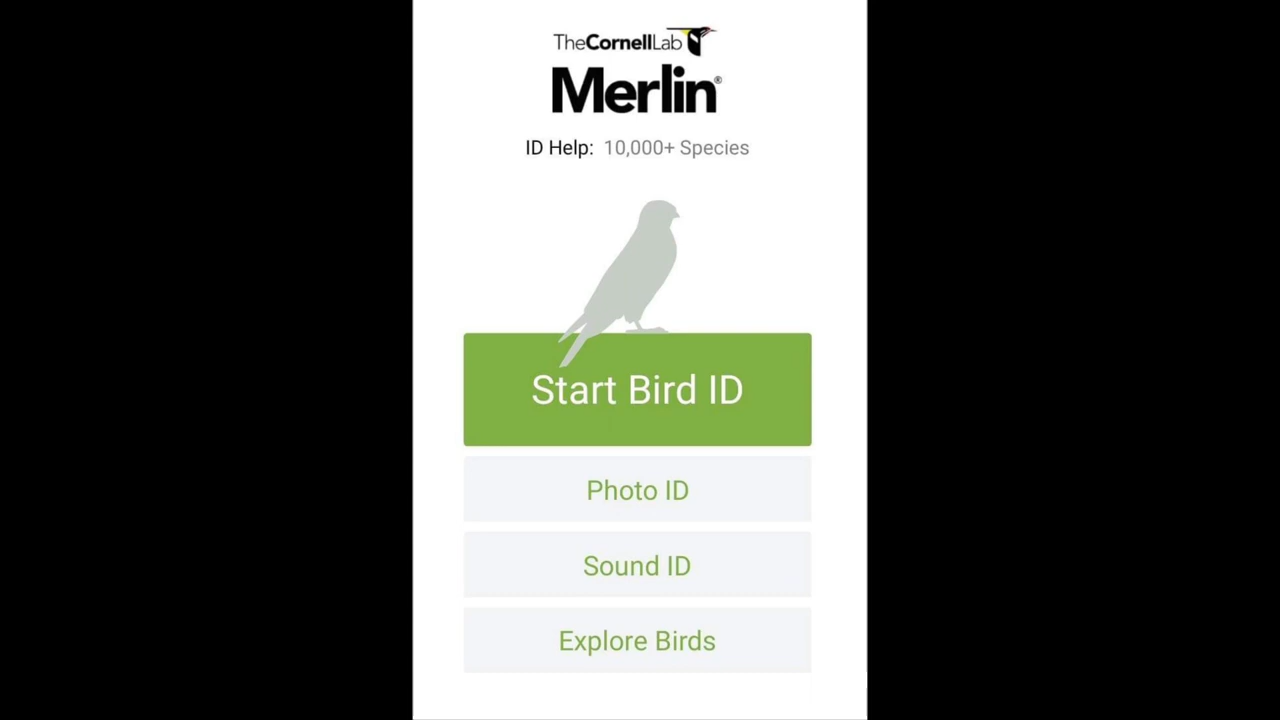 TheCornellLab
Merlin®
ID Help: 10,000+ Species
Start Bird ID
Photo ID
Sound ID
Explore Birds